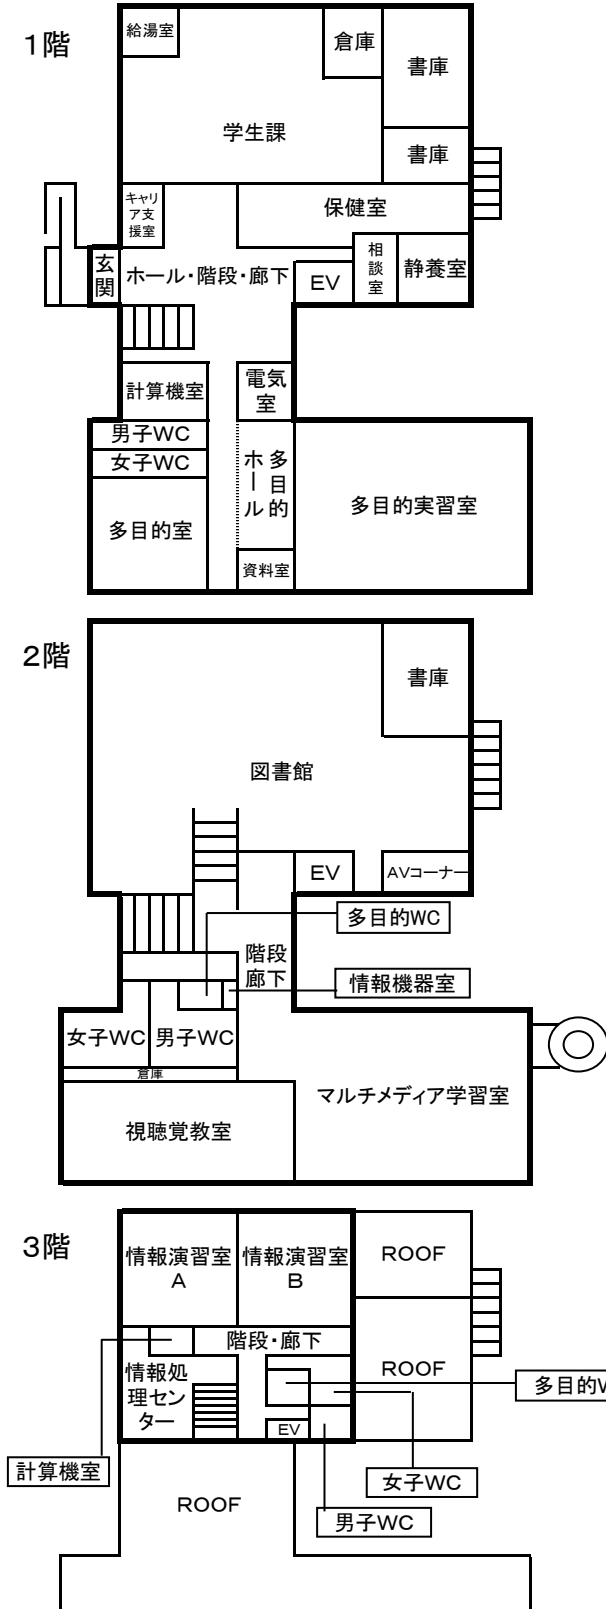 1階
給湯室
倉庫
書庫
学生課
書庫
キャリ
ア支
援室
保健室
玄
関
ホール・階段・廊下
EV
相
談
室
静養室
計算機室
電気
室
男子WC
女子WC
多目的
ホール
多目的室
多目的実習室
資料室
2階
書庫
図書館
EV
AVコーナー
多目的WC
階段
廊下
情報機器室
女子WC
男子WC
倉庫
マルチメディア学習室
視聴覚教室
3階
情報演習室
A
情報演習室
B
ROOF
階段・廊下
ROOF
情報処
理セン
ター
多目的W
EV
計算機室
女子WC
ROOF
男子WC